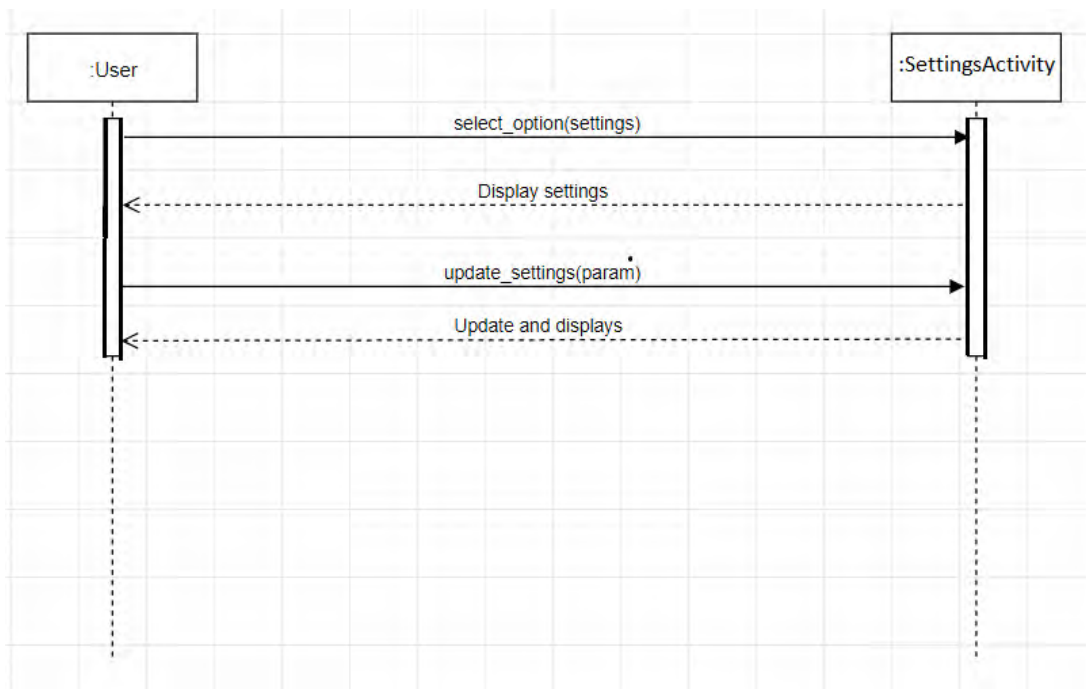 :User
:SettingsActivity
select_option(settings)
Display settings
update_settings(param)
Update and displays